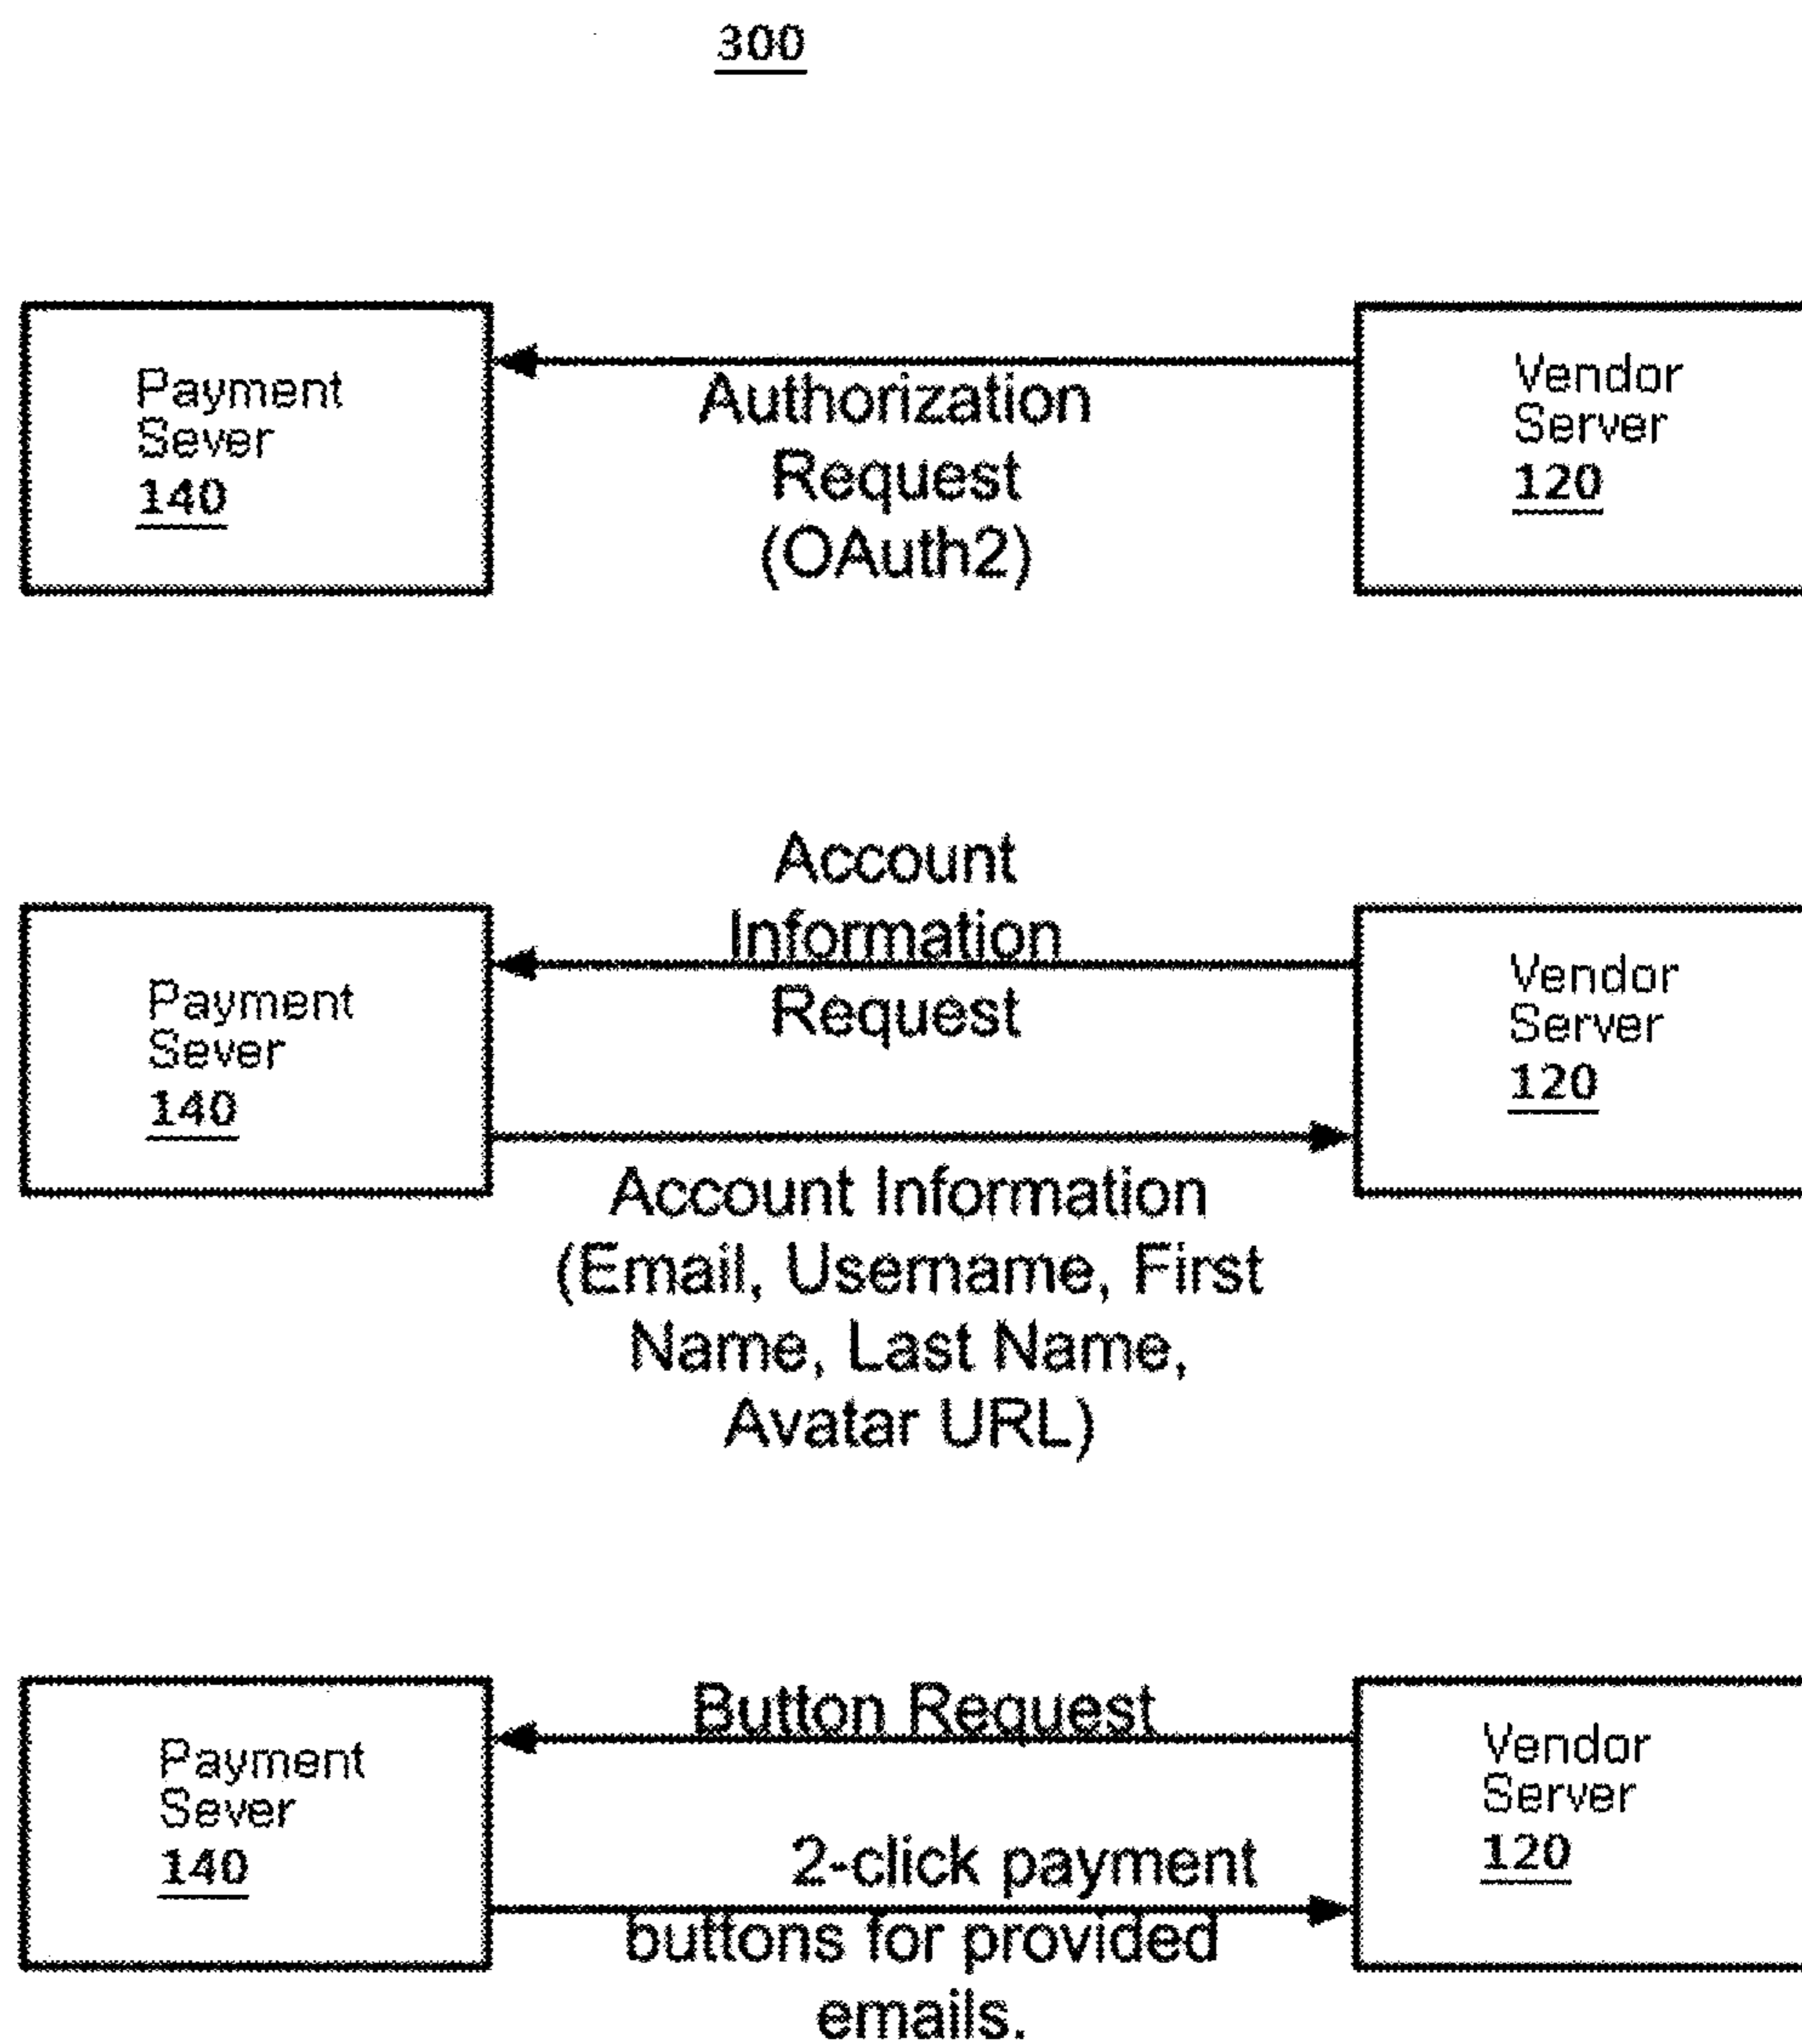 300
Payment
Sever
140
Authorization
Request
(OAuth2)
Vendor
Server
120
Account
Information
Request
Payment
Sever
140
Vendor
Server
120
Account Information
(Email, Username, First
Name, Last Name,
Avatar URL)
Button Request
Payment
Sever
140
Vendor
Server
120
2-click payment
buttons for provided
emails.